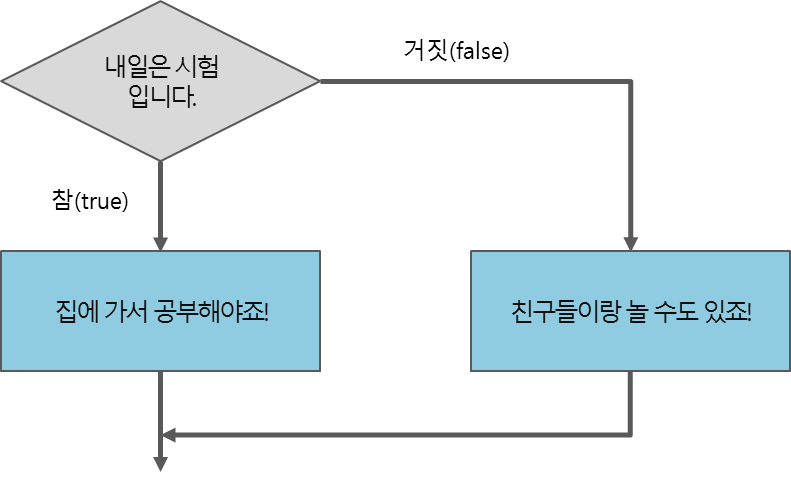 내일은 시험
입니다.
거짓(false)
참(true)
집에 가서 공부해야죠!
친구들이랑 놀 수도 있죠!